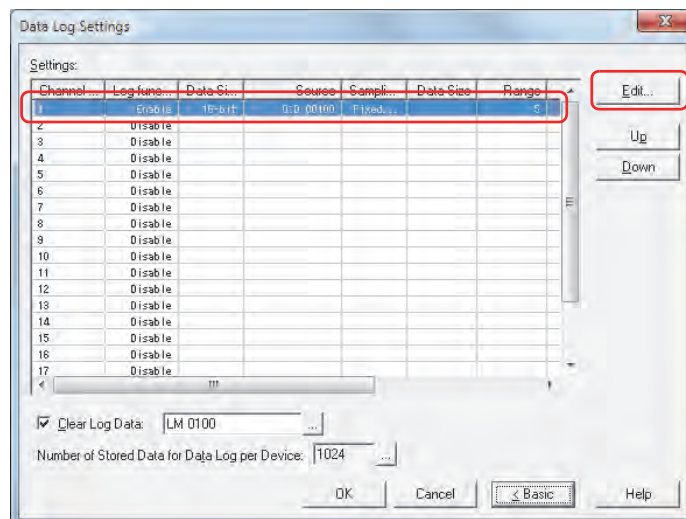 Data Log Settings
Settings:
Channel ... Log func... Data Si... Source Sampli... Data Size Range
1 Enable 16-bit 0:D 00100 Fixed... 5
2 Disable
3 Disable
4 Disable
5 Disable
6 Disable
7 Disable
8 Disable
9 Disable
10 Disable
11 Disable
12 Disable
13 Disable
14 Disable
15 Disable
16 Disable
17 Disable
Edit...
Up
Down
Clear Log Data: LM 0100 ...
Number of Stored Data for Data Log per Device: 1024 ...
OK Cancel < Basic Help